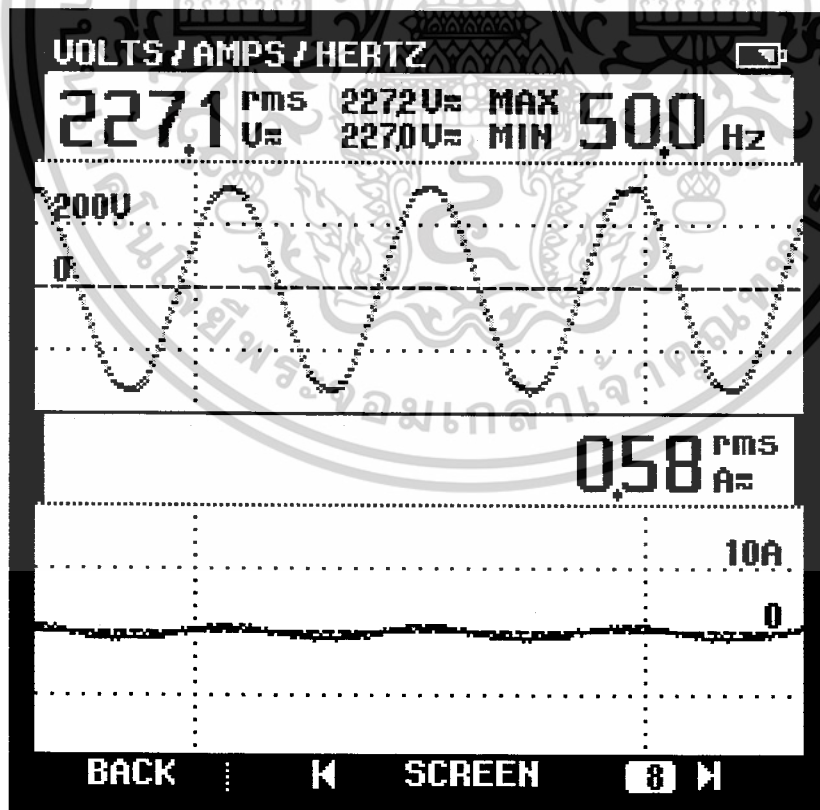 VOLTS / AMPS / HERTZ
227.1 rms V≂ 227.2 V≂ MAX 50.0 Hz
227.0 V≂ MIN
200V
0
0.58 rms A≂
10A
0
BACK SCREEN 8